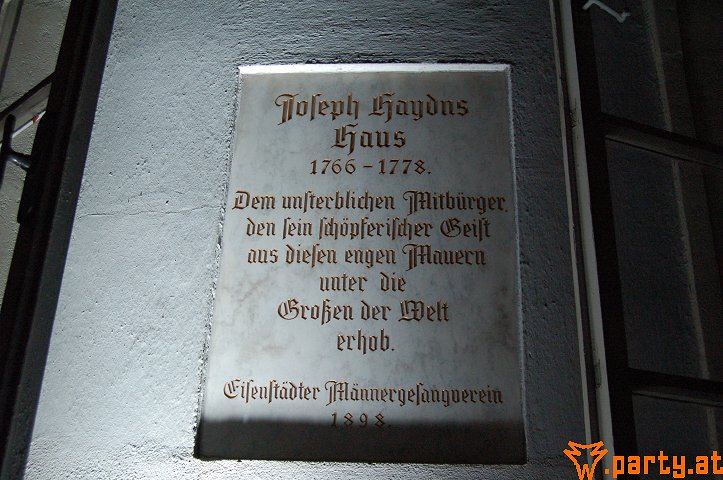 Joseph Haydns
Haus
1766-1778.
Dem unsterblichen Mitbürger.
den sein schöpferischer Geist
aus diesen engen Mauern
unter die
Großen der Welt
erhob.
Eisenstädter Männergesangverein
1898.
party.at